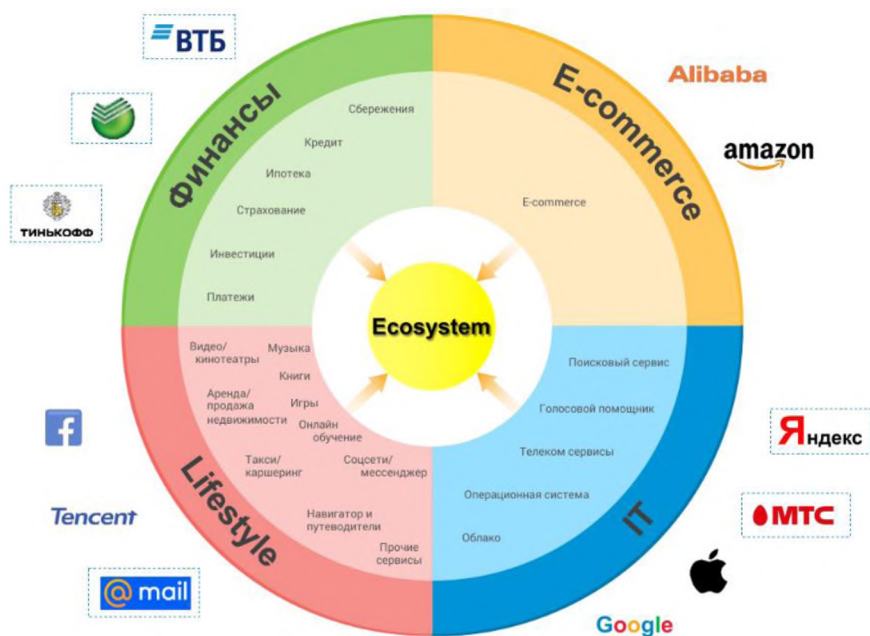 ВТБ
ТИНЬКОФФ
Финансы
Сбережения
Кредит
Ипотека
Страхование
Инвестиции
Платежи
E-commerce
E-commerce
Alibaba
amazon
Ecosystem
Видео/
кинотеатры
Музыка
Книги
Аренда/
продажа
недвижимости
Игры
Онлайн
обучение
Такси/
каршеринг
Соцсети/
мессенджер
Навигатор и
путеводители
Прочие
сервисы
Lifestyle
f
Tencent
@mail
Поисковый сервис
Голосовой помощник
Телеком сервисы
Операционная система
Облако
IT
Яндекс
МТС
Google